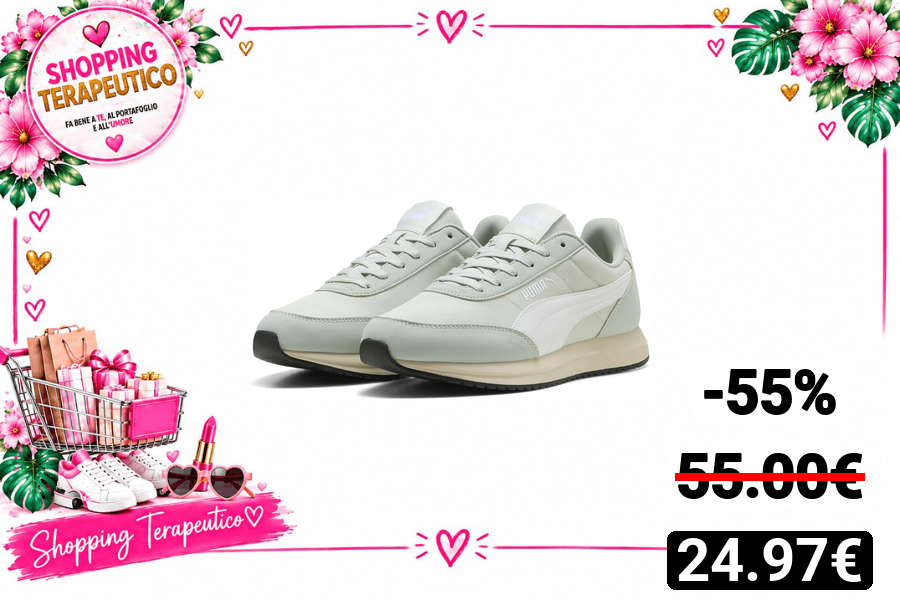 SHOPPING
TERAPEUTICO
FA BENE A TE, AL PORTAFOGLIO
E ALL'UMORE
PUMA
-55%
55.00€
24.97€
Shopping Terapeutico